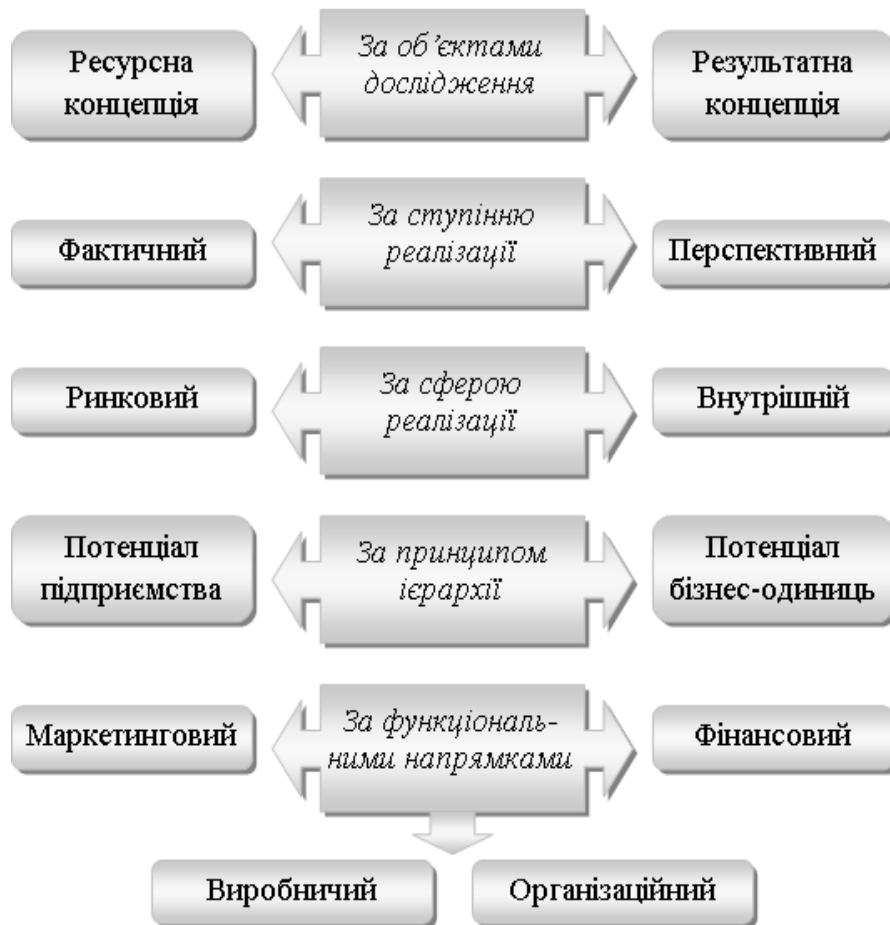 Ресурсна
концепція
За об’єктами
дослідження
Результатна
концепція
Фактичний
За ступінню
реалізації
Перспективний
Ринковий
За сферою
реалізації
Внутрішній
Потенціал
підприємства
За принципом
ієрархії
Потенціал
бізнес-одиниць
Маркетинговий
За функціональ-
ними напрямками
Фінансовий
Виробничий
Організаційний